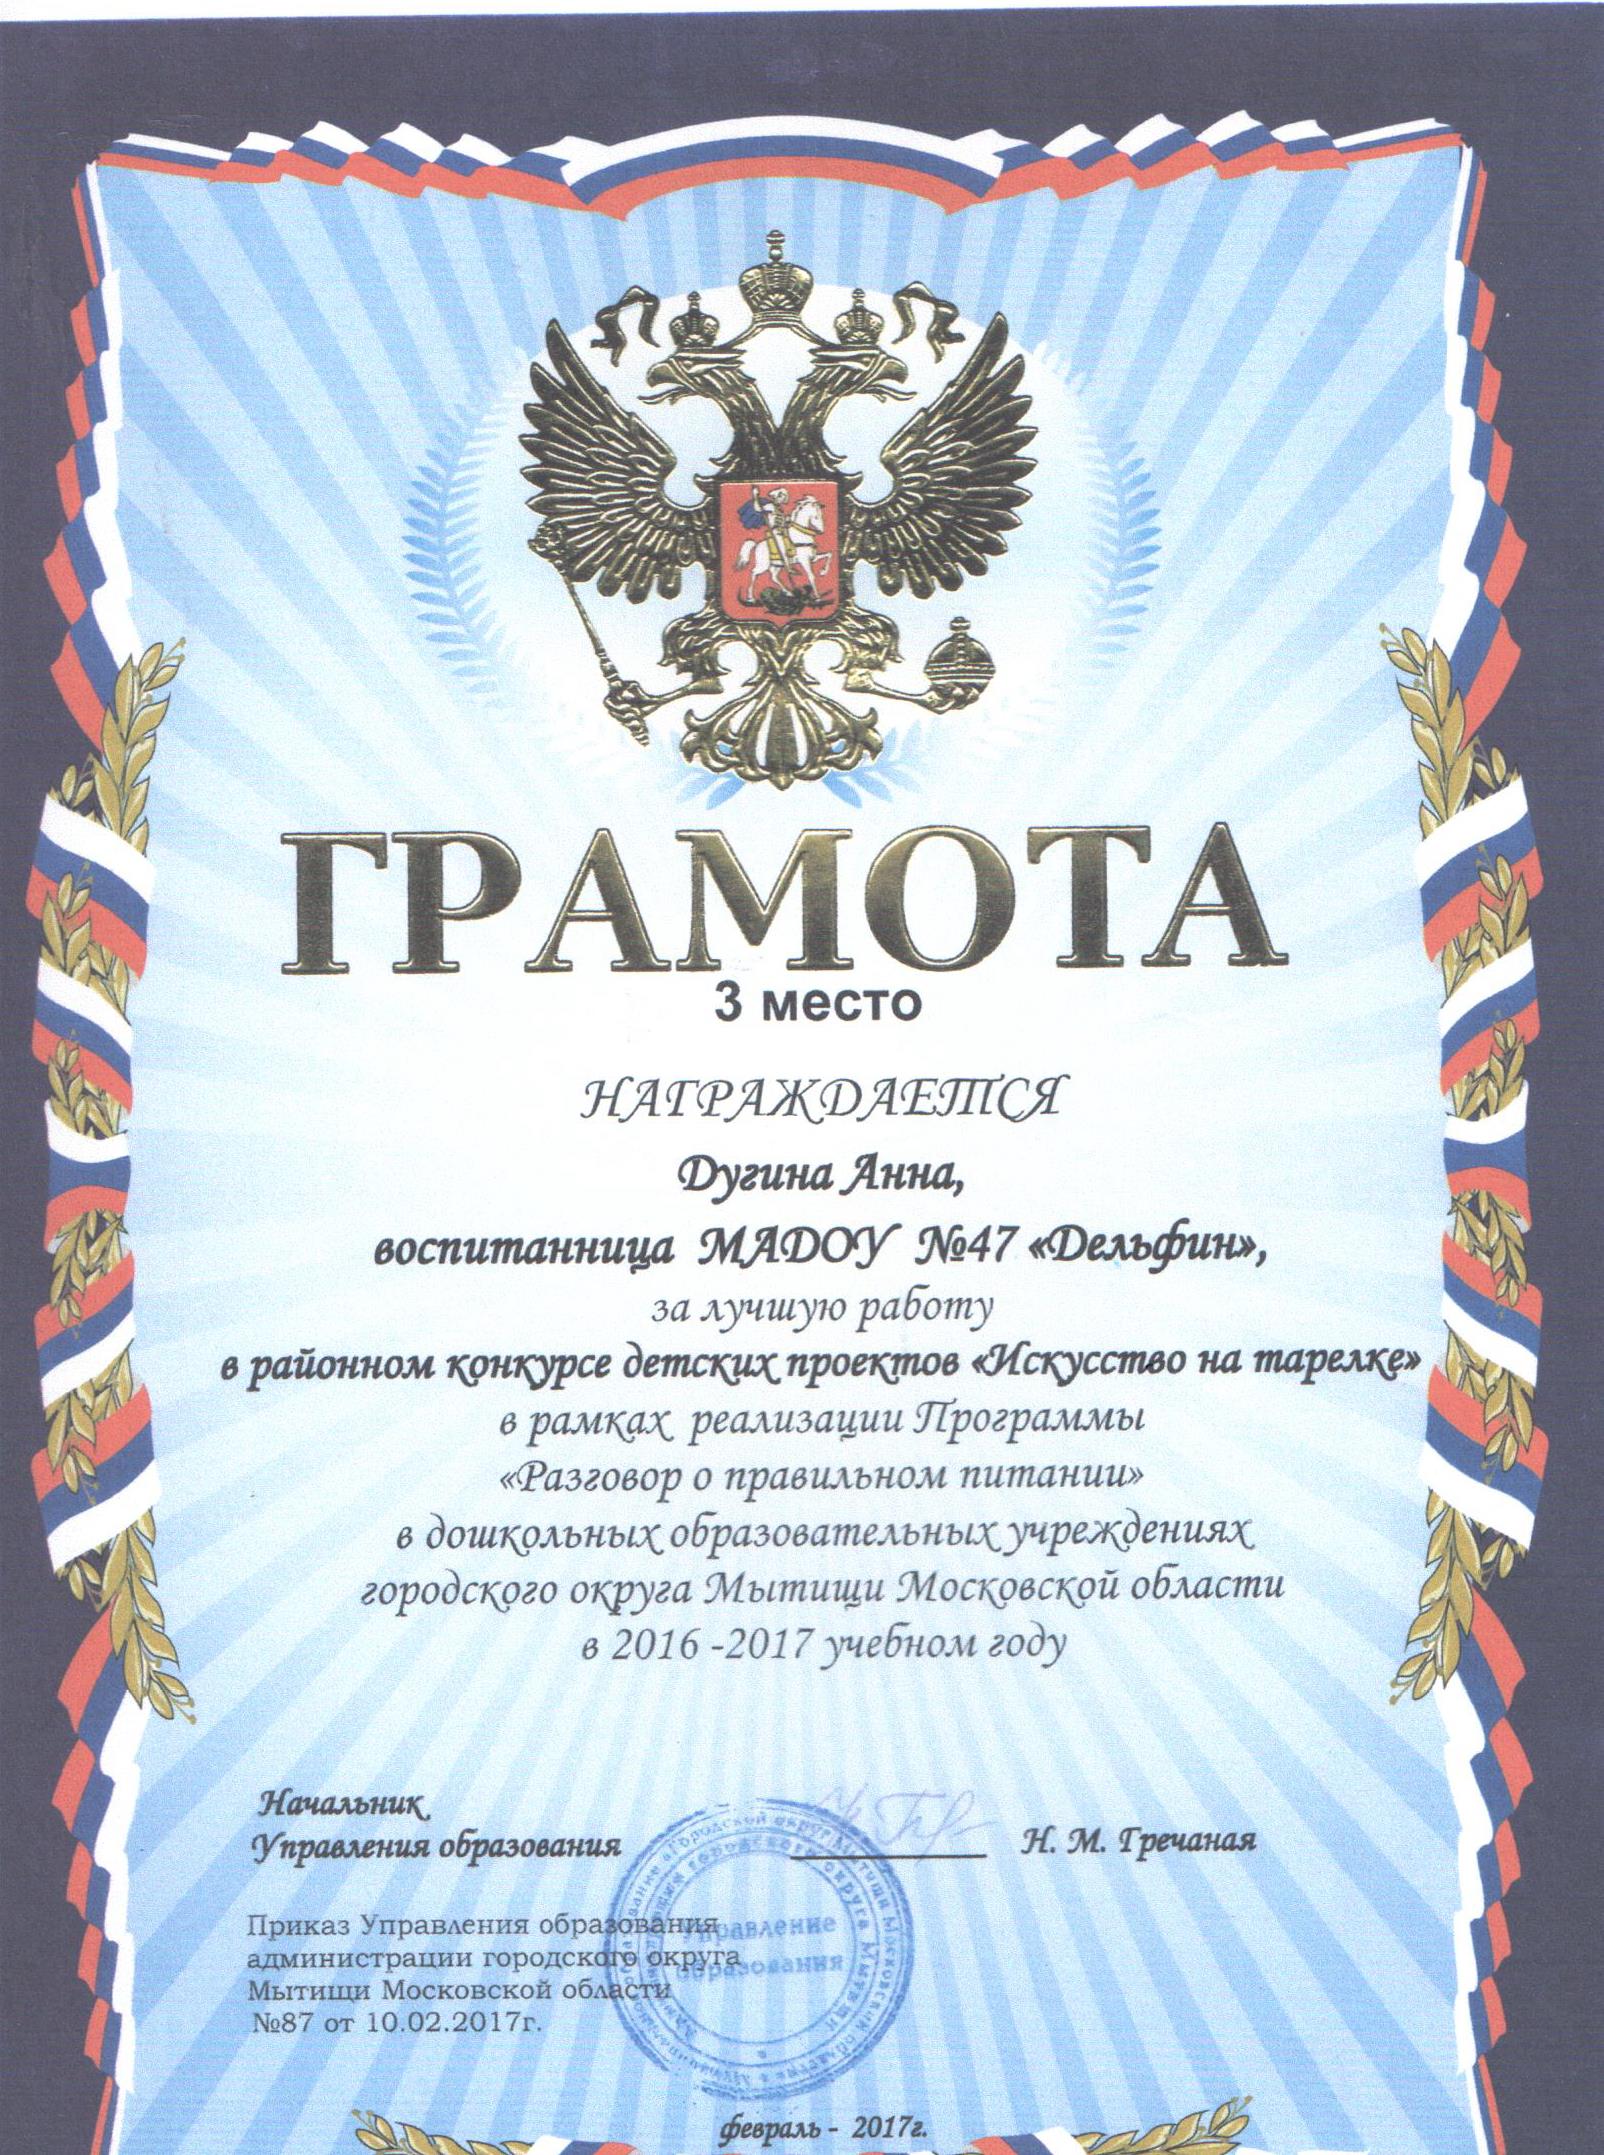 ГРАМОТА
3 место
НАГРАЖДАЕТСЯ
Дугина Анна,
воспитанница МАДОУ №47 «Дельфин»,
за лучшую работу
в районном конкурсе детских проектов «Искусство на тарелке»
в рамках реализации Программы
«Разговор о правильном питании»
в дошкольных образовательных учреждениях
городского округа Мытищи Московской области
в 2016 -2017 учебном году
Начальник
Управления образования
Н. М. Гречаная
Приказ Управления образования
администрации городского округа
Мытищи Московской области
№87 от 10.02.2017г.
Управление
образования
февраль - 2017г.